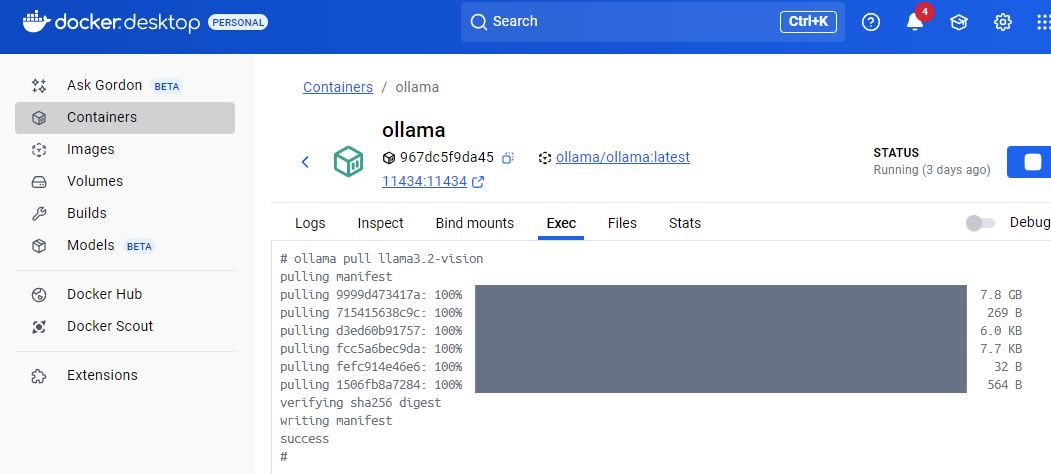 docker.desktop PERSONAL
Search Ctrl+K
4
Ask Gordon BETA
Containers
Images
Volumes
Builds
Models BETA
Docker Hub
Docker Scout
Extensions
Containers / ollama
ollama
967dc5f9da45 ollama/ollama:latest
11434:11434
STATUS
Running (3 days ago)
Logs Inspect Bind mounts Exec Files Stats Debug
# ollama pull llama3.2-vision
pulling manifest
pulling 9999d473417a: 100% 7.8 GB
pulling 715415638c9c: 100% 269 B
pulling d3ed60b91757: 100% 6.0 KB
pulling fcc5a6bec9da: 100% 7.7 KB
pulling fefc914e46e6: 100% 32 B
pulling 1506fb8a7284: 100% 564 B
verifying sha256 digest
writing manifest
success
#